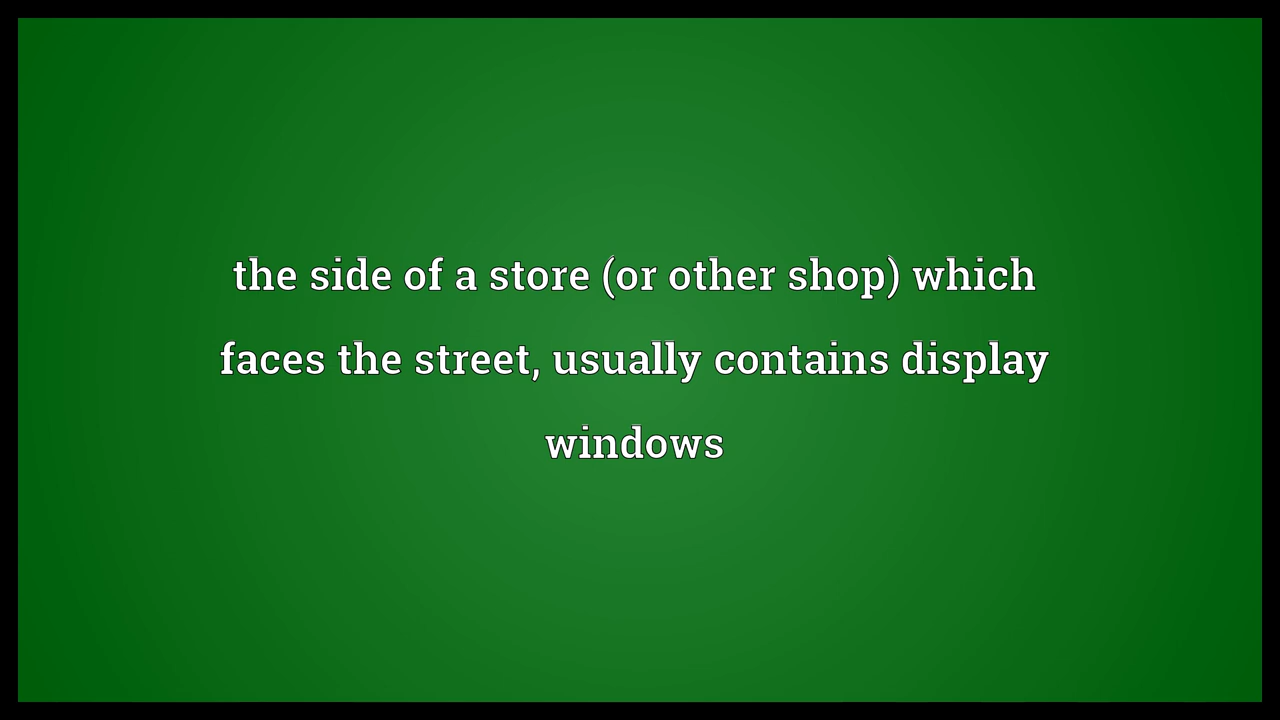 the side of a store (or other shop) which
faces the street, usually contains display
windows